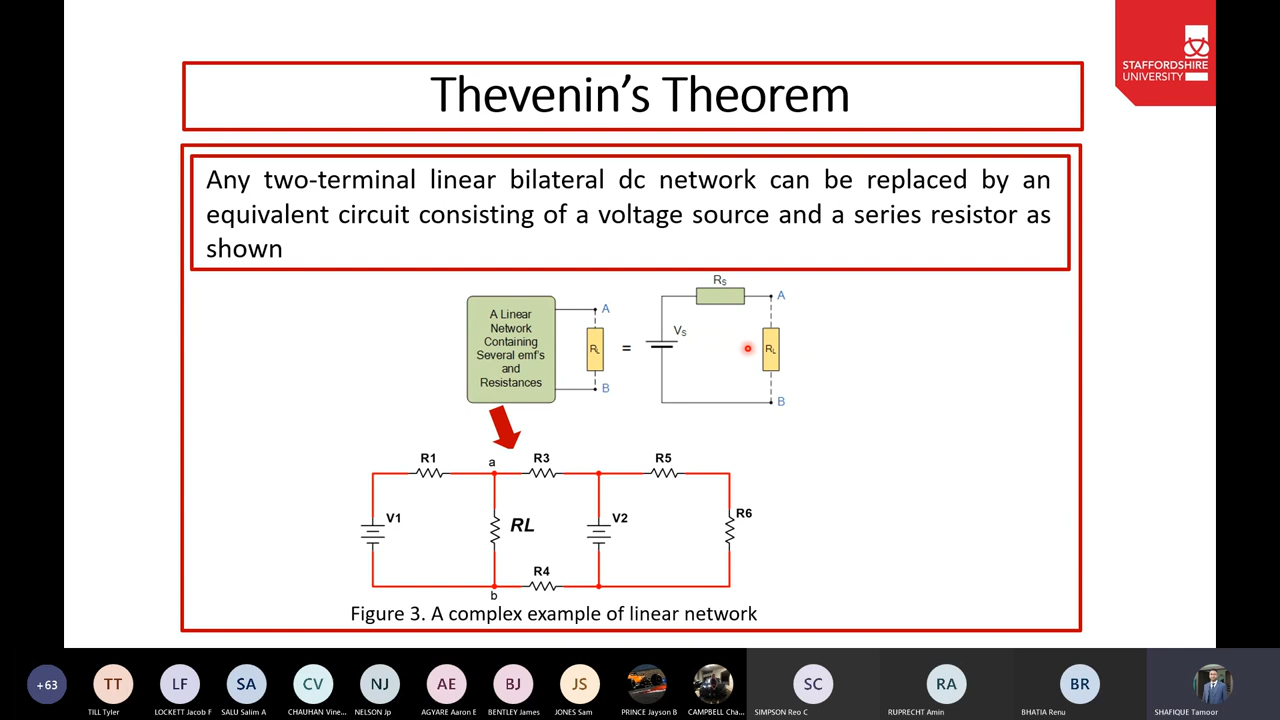 STAFFORDSHIRE
UNIVERSITY
Thevenin's Theorem
Any two-terminal linear bilateral dc network can be replaced by an
equivalent circuit consisting of a voltage source and a series resistor as
shown
A Linear
Network
Containing
Several emf's
and
Resistances
A
RL
B
=
RS
A
VS
RL
B
R1
a
R3
R5
V1
RL
V2
R6
R4
b
Figure 3. A complex example of linear network
+63
TT
LF
SA
CV
NJ
AE
BJ
JS
SC
RA
BR
TILL Tyler
LOCKETT Jacob F
SALU Salim A
CHAUHAN Vine...
NELSON Jp
AGYARE Aaron E
BENTLEY James
JONES Sam
PRINCE Jayson B
CAMPBELL Cha...
SIMPSON Reo C
RUPRECHT Amin
BHATIA Renu
SHAFIQUE Tamoor